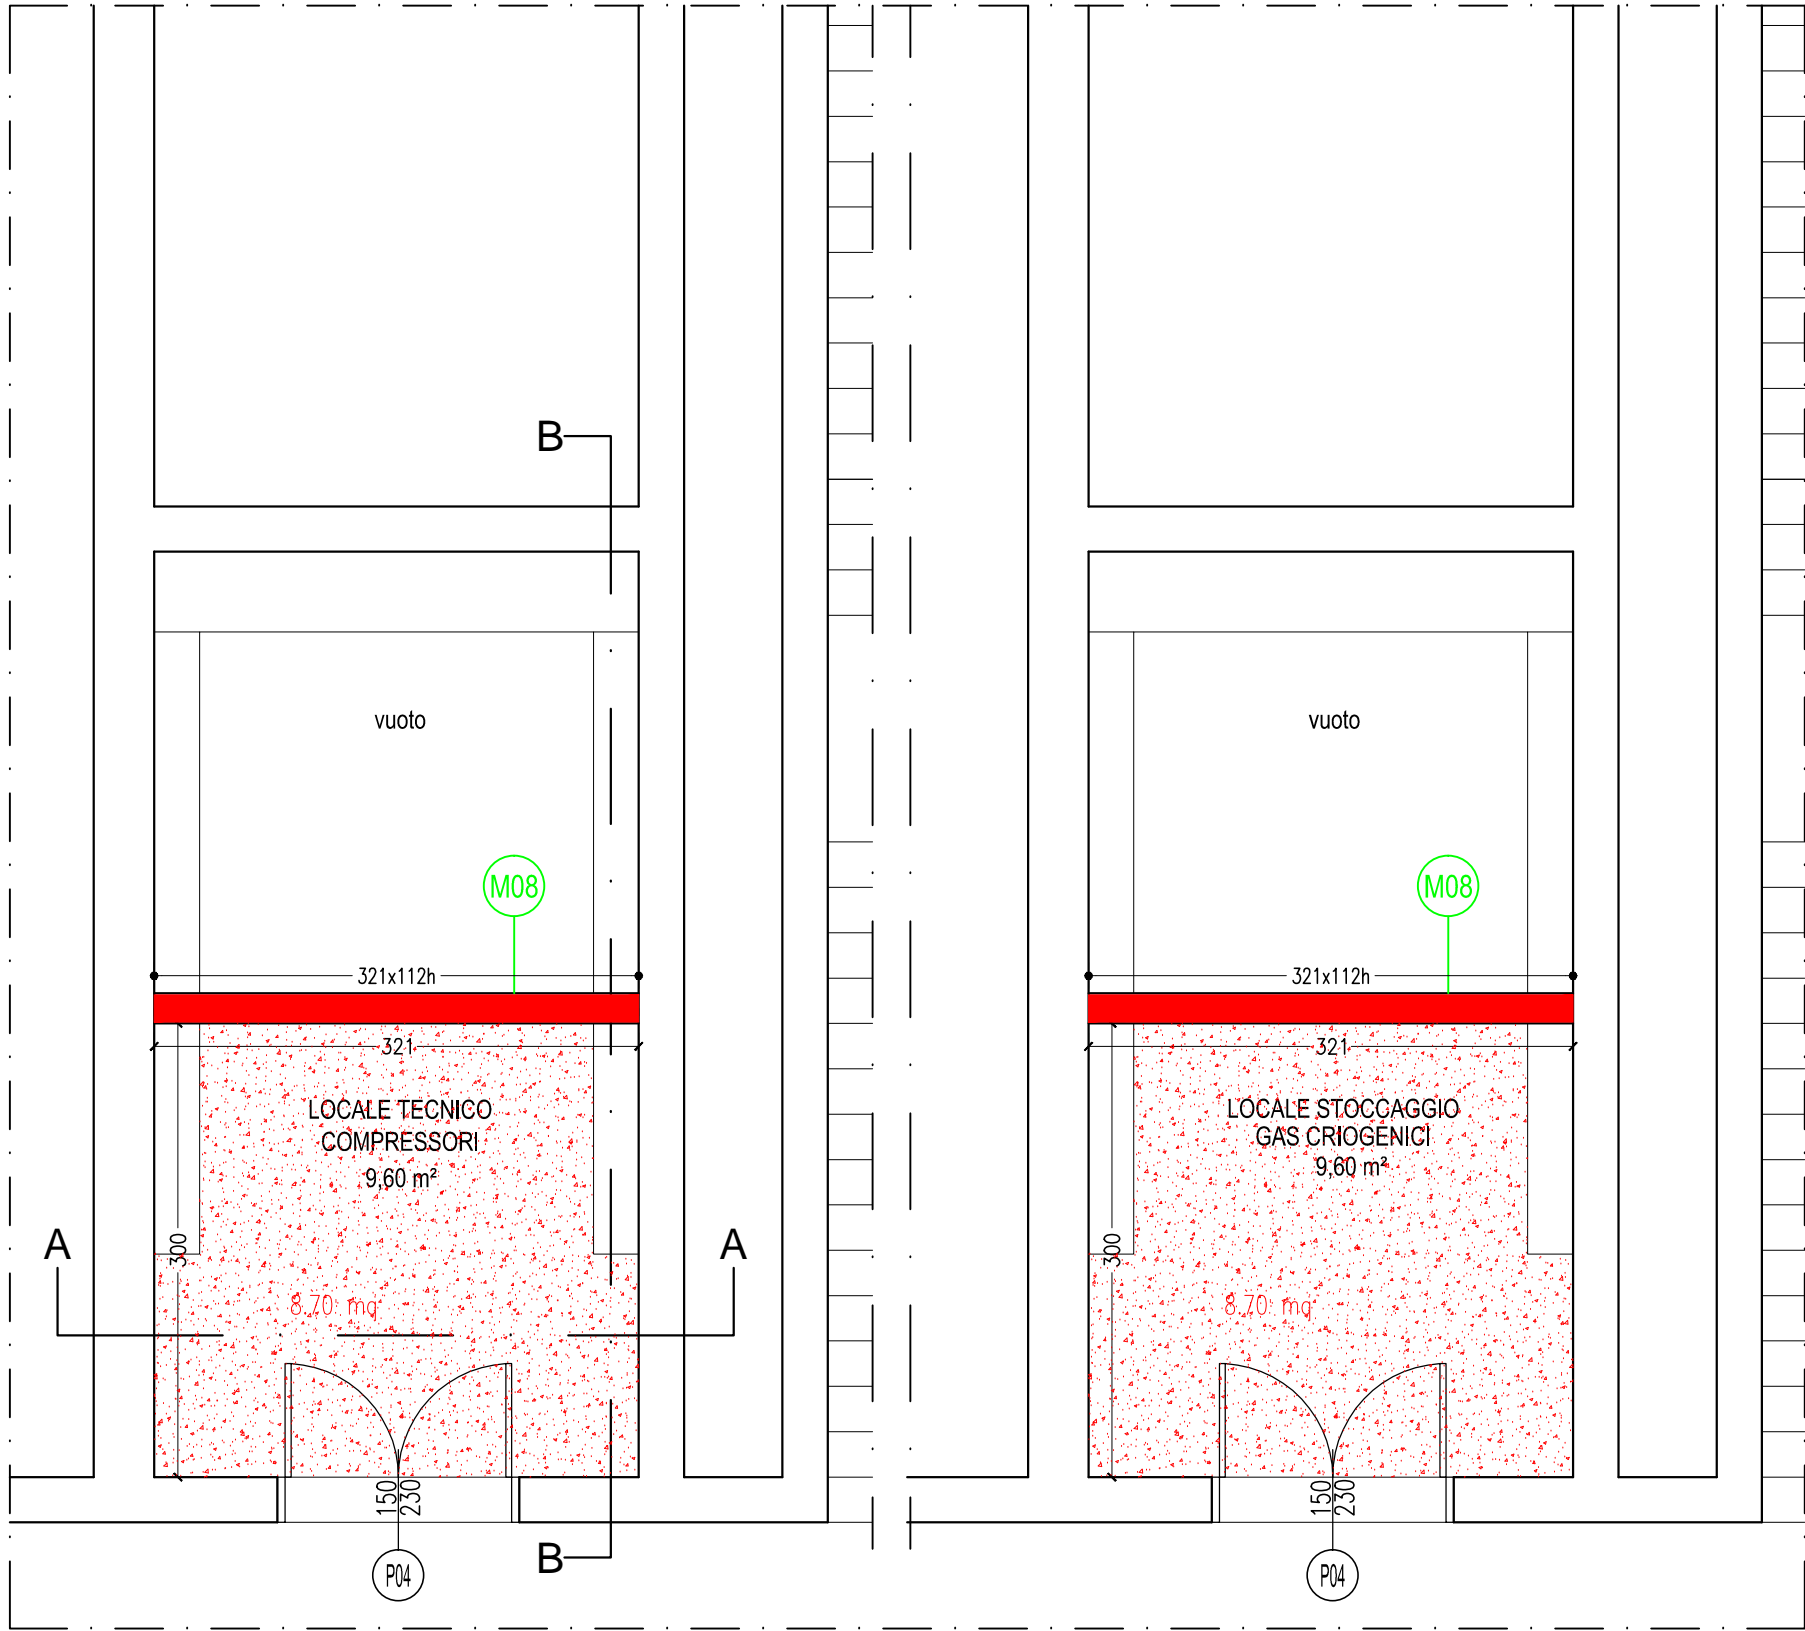 B
vuoto
M08
321x112h
321
LOCALE TECNICO
COMPRESSORI
9,60 m²
300
A
A
8.70 mq
150
230
B
P04
vuoto
M08
321x112h
321
LOCALE STOCCAGGIO
GAS CRIOGENICI
9,60 m²
300
8.70 mq
150
230
P04